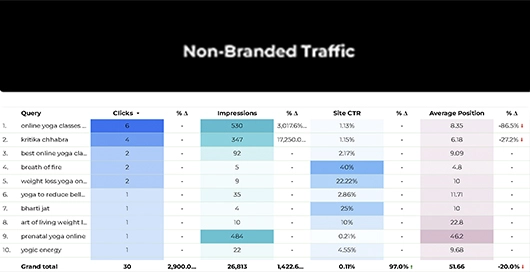 Non-Branded Traffic
Query Clicks % Δ Impressions % Δ Site CTR % Δ Average Position % Δ
1. online yoga classes ... 6 - 530 3,017.6%... 1.13% - 8.35 -86.5%
2. kritika chhabra 4 - 347 17,250.0... 1.15% - 6.18 -27.2%
3. best online yoga cla... 2 - 92 - 2.17% - 9.09 -
4. breath of fire 2 - 5 - 40% - 4.8 -
5. weight loss yoga on... 2 - 9 - 22.22% - 10 -
6. yoga to reduce bell... 1 - 35 - 2.86% - 11.71 -
7. bharti jat 1 - 4 - 25% - 10 -
8. art of living weight l... 1 - 10 - 10% - 22.8 -
9. prenatal yoga online 1 - 484 - 0.21% - 46.2 -
10. yogic energy 1 - 22 - 4.55% - 9.68 -
Grand total 30 2,900.0... 26,813 1,422.6... 0.11% 97.0% 51.66 -20.0%